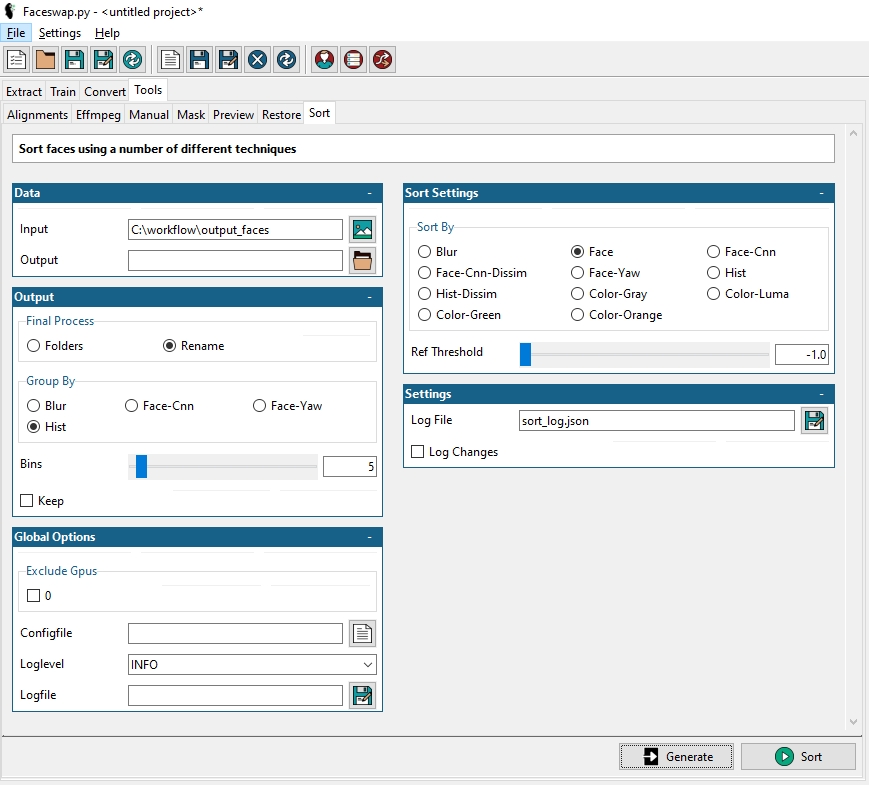 Faceswap.py - <untitled project>*
File Settings Help
Extract Train Convert Tools
Alignments Effmpeg Manual Mask Preview Restore Sort
Sort faces using a number of different techniques
Data -
Input C:\workflow\output_faces
Output
Output -
Final Process
Folders Rename
Group By
Blur Face-Cnn Face-Yaw
Hist
Bins 5
Keep
Global Options -
Exclude Gpus
0
Configfile
Loglevel INFO
Logfile
Sort Settings -
Sort By
Blur Face Face-Cnn
Face-Cnn-Dissim Face-Yaw Hist
Hist-Dissim Color-Gray Color-Luma
Color-Green Color-Orange
Ref Threshold -1.0
Settings -
Log File sort_log.json
Log Changes
Generate Sort